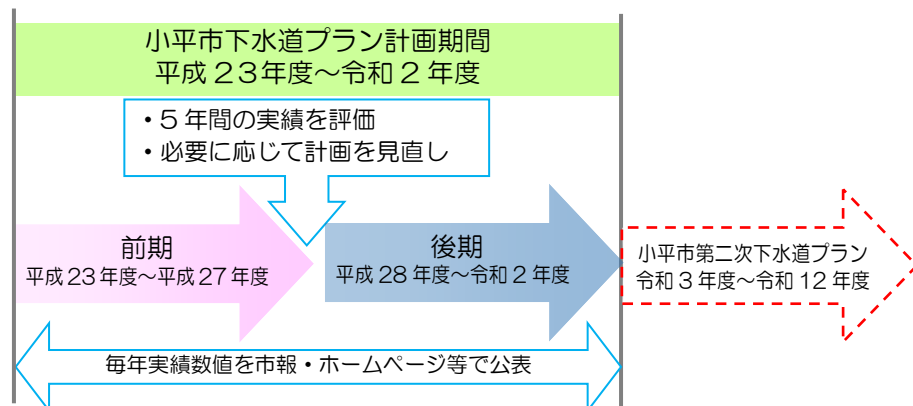 小平市下水道プラン計画期間
平成23年度～令和2年度
・5年間の実績を評価
・必要に応じて計画を見直し
前期
平成23年度～平成27年度
後期
平成28年度～令和2年度
小平市第二次下水道プラン
令和3年度～令和12年度
毎年実績数値を市報・ホームページ等で公表